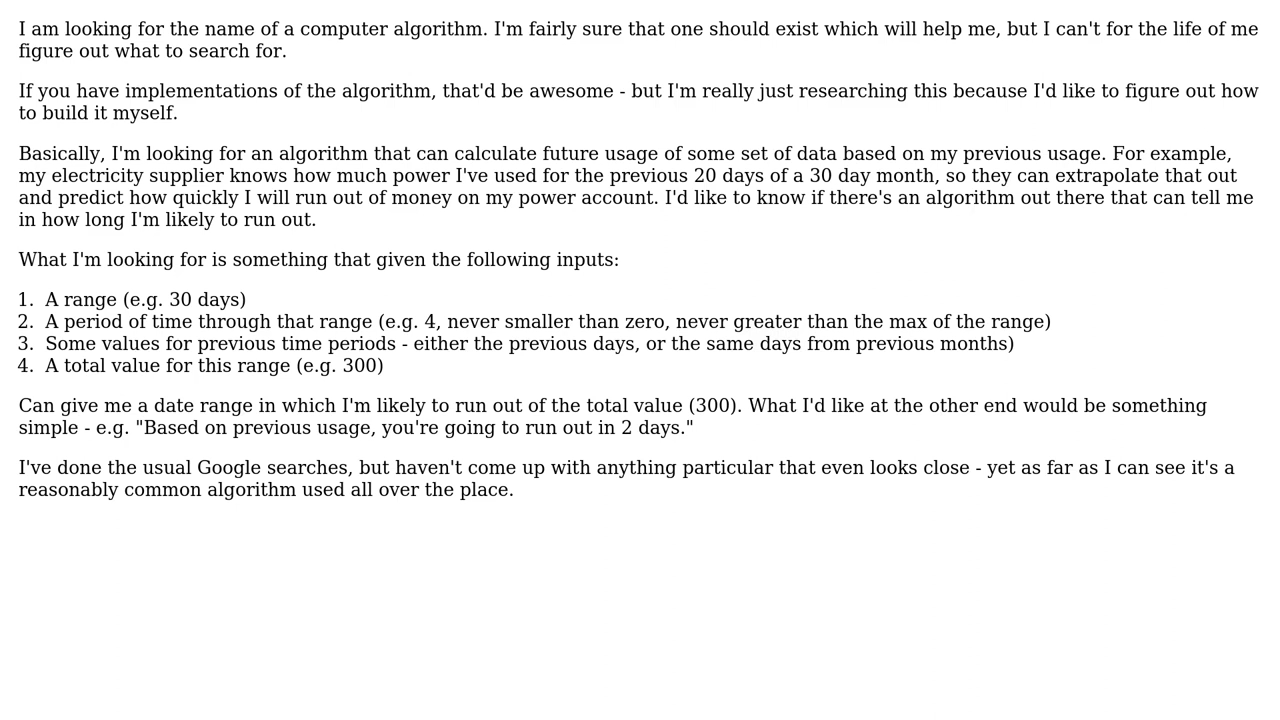 I am looking for the name of a computer algorithm. I'm fairly sure that one should exist which will help me, but I can't for the life of me
figure out what to search for.
If you have implementations of the algorithm, that'd be awesome - but I'm really just researching this because I'd like to figure out how
to build it myself.
Basically, I'm looking for an algorithm that can calculate future usage of some set of data based on my previous usage. For example,
my electricity supplier knows how much power I've used for the previous 20 days of a 30 day month, so they can extrapolate that out
and predict how quickly I will run out of money on my power account. I'd like to know if there's an algorithm out there that can tell me
in how long I'm likely to run out.
What I'm looking for is something that given the following inputs:
1. A range (e.g. 30 days)
2. A period of time through that range (e.g. 4, never smaller than zero, never greater than the max of the range)
3. Some values for previous time periods - either the previous days, or the same days from previous months)
4. A total value for this range (e.g. 300)
Can give me a date range in which I'm likely to run out of the total value (300). What I'd like at the other end would be something
simple - e.g. "Based on previous usage, you're going to run out in 2 days."
I've done the usual Google searches, but haven't come up with anything particular that even looks close - yet as far as I can see it's a
reasonably common algorithm used all over the place.